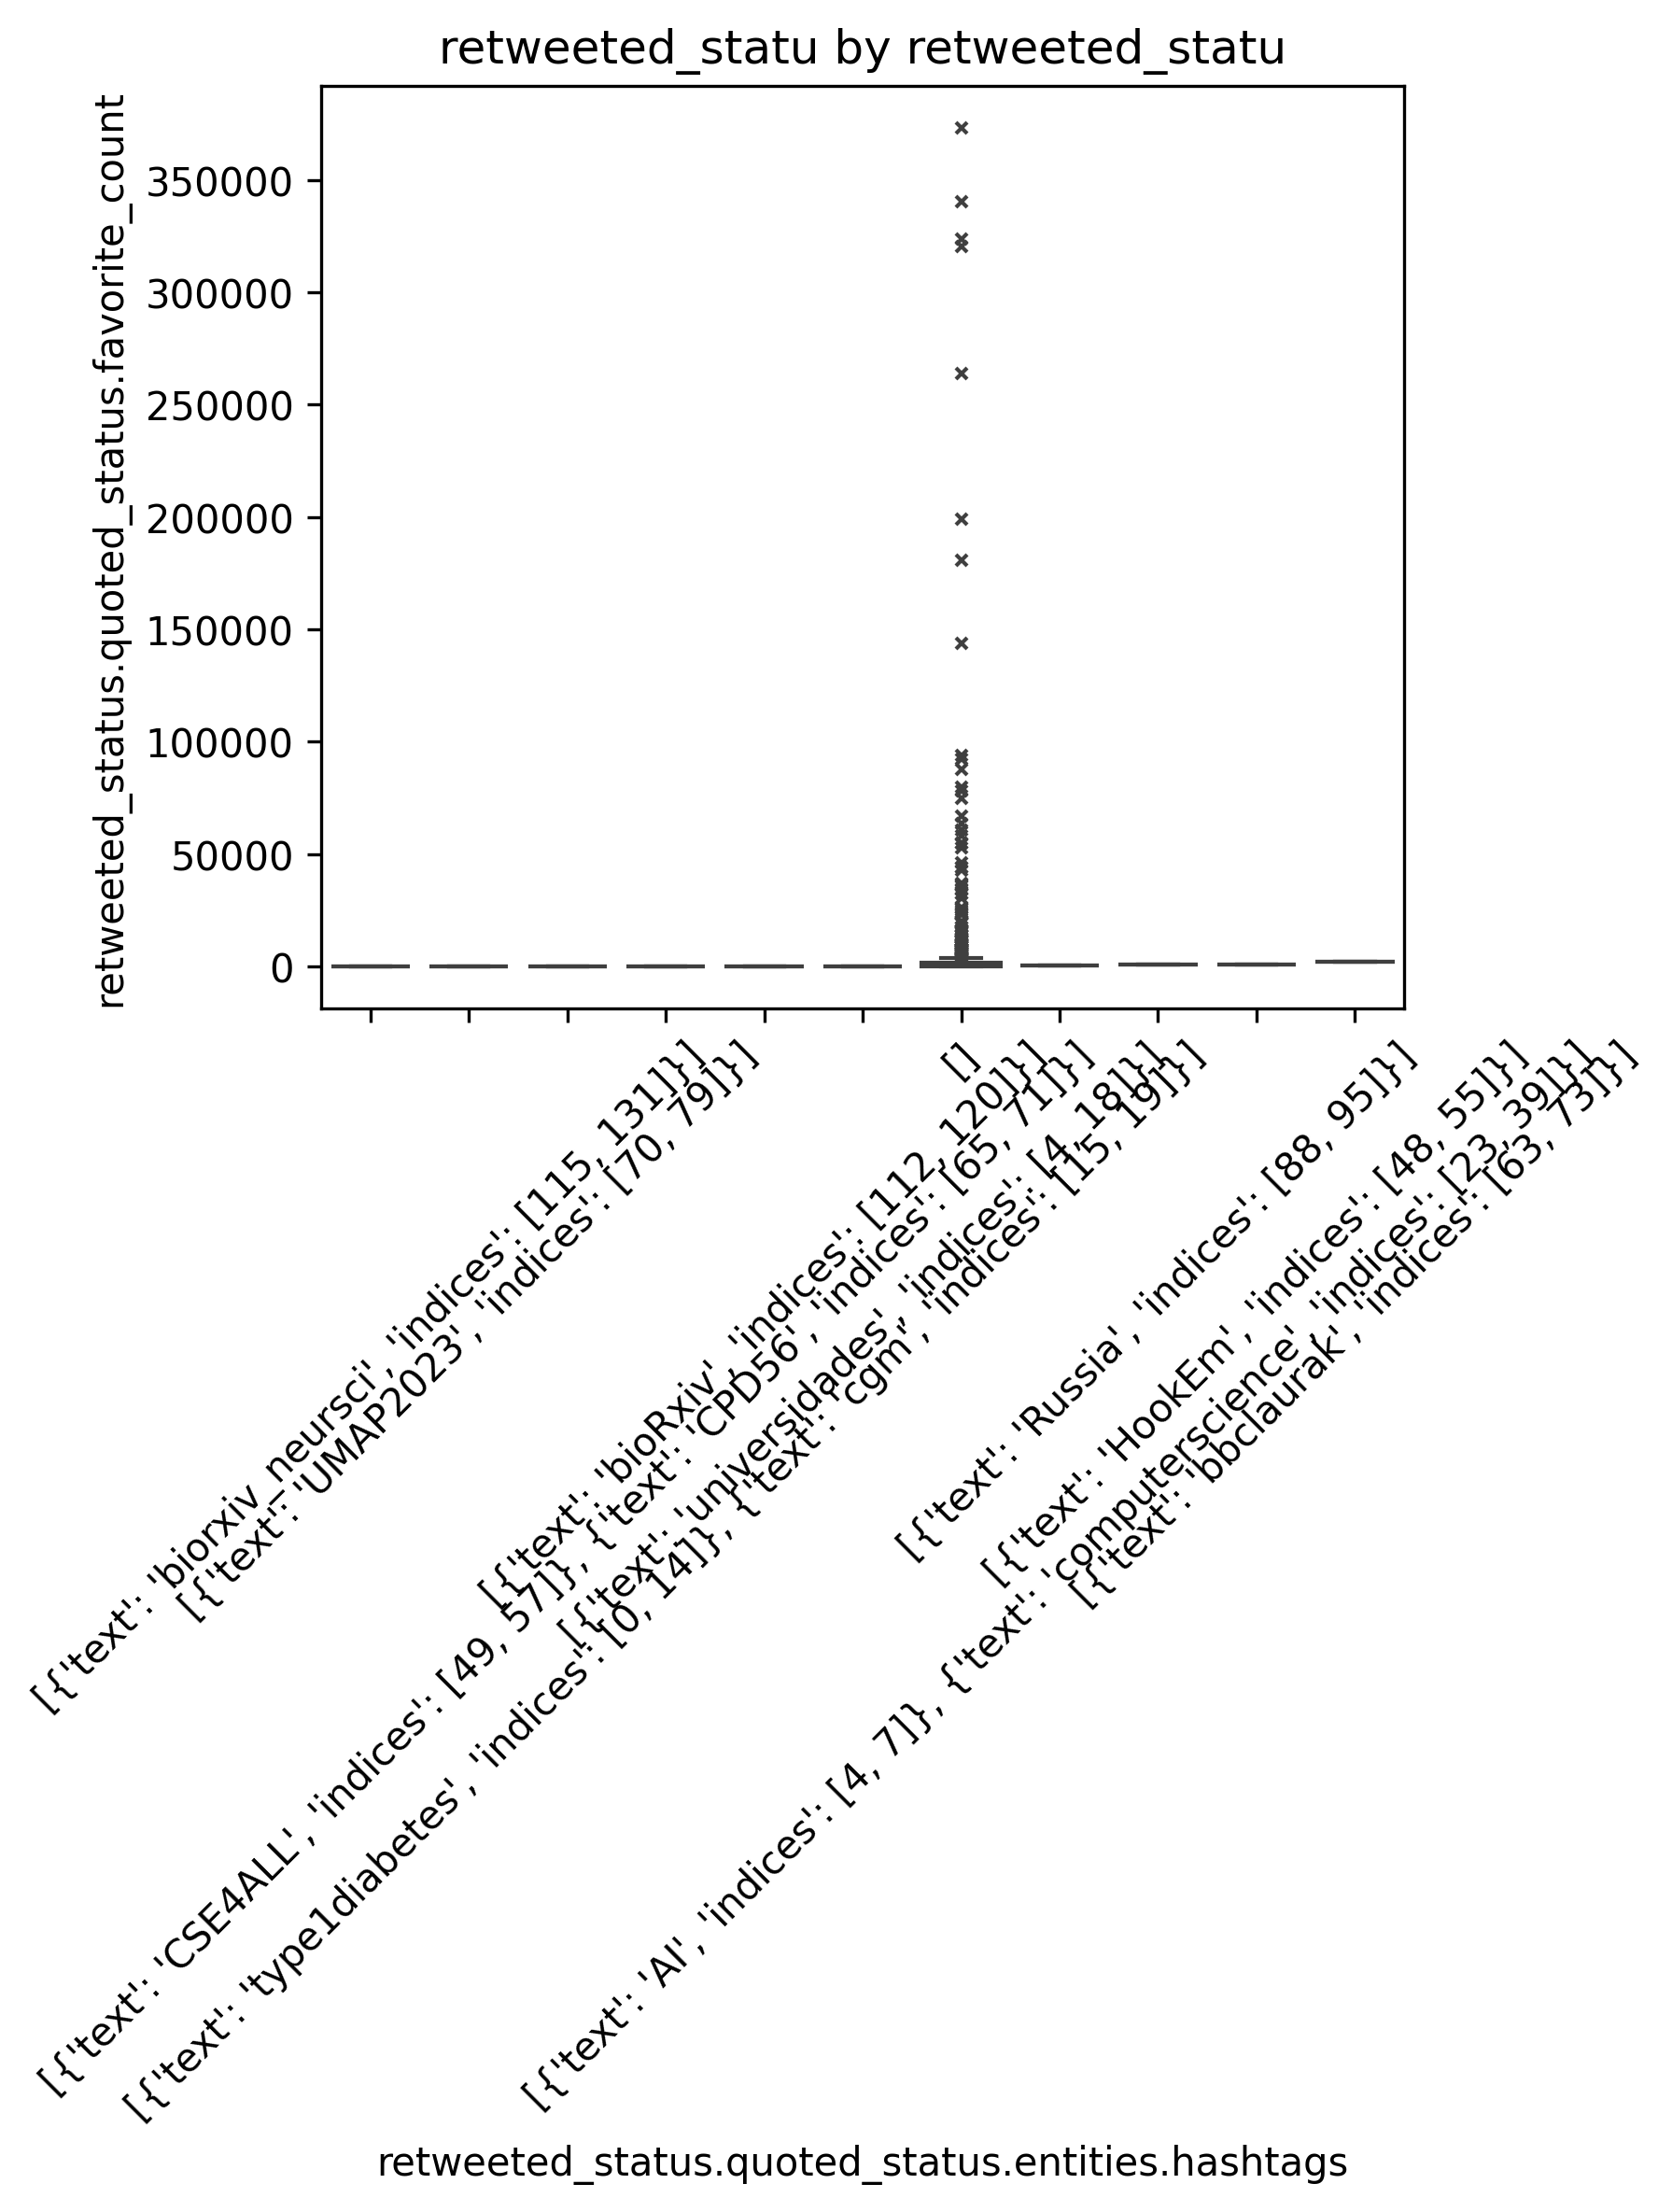 retweeted_statu by retweeted_statu
retweeted_status.quoted_status.favorite_count
350000
300000
250000
200000
150000
100000
50000
0
[{'text': 'biorxiv_neursci', 'indices': [115, 131]}]
[{'text': 'UMAP2023', 'indices': [70, 79]}]
[{'text': 'CSE4ALL', 'indices': [49, 57]}, {'text': 'CPD56', 'indices': [65, 71]}]
[{'text': 'bioRxiv', 'indices': [112, 120]}]
[{'text': 'type1diabetes', 'indices': [0, 14]}, {'text': 'cgm', 'indices': [15, 19]}]
[{'text': 'universidades', 'indices': [4, 18]}]
[]
[{'text': 'Russia', 'indices': [88, 95]}]
[{'text': 'AI', 'indices': [4, 7]}, {'text': 'computerscience', 'indices': [23, 39]}]
[{'text': 'HookEm', 'indices': [48, 55]}]
[{'text': 'bbclaurak', 'indices': [63, 73]}]
retweeted_status.quoted_status.entities.hashtags